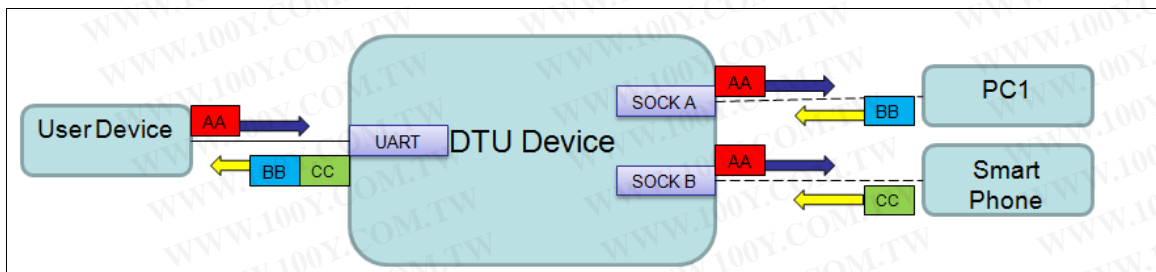 WWW.100Y.COM.TW
User Device
AA
BB
CC
UART
DTU Device
SOCK A
AA
BB
PC1
SOCK B
AA
CC
Smart
Phone